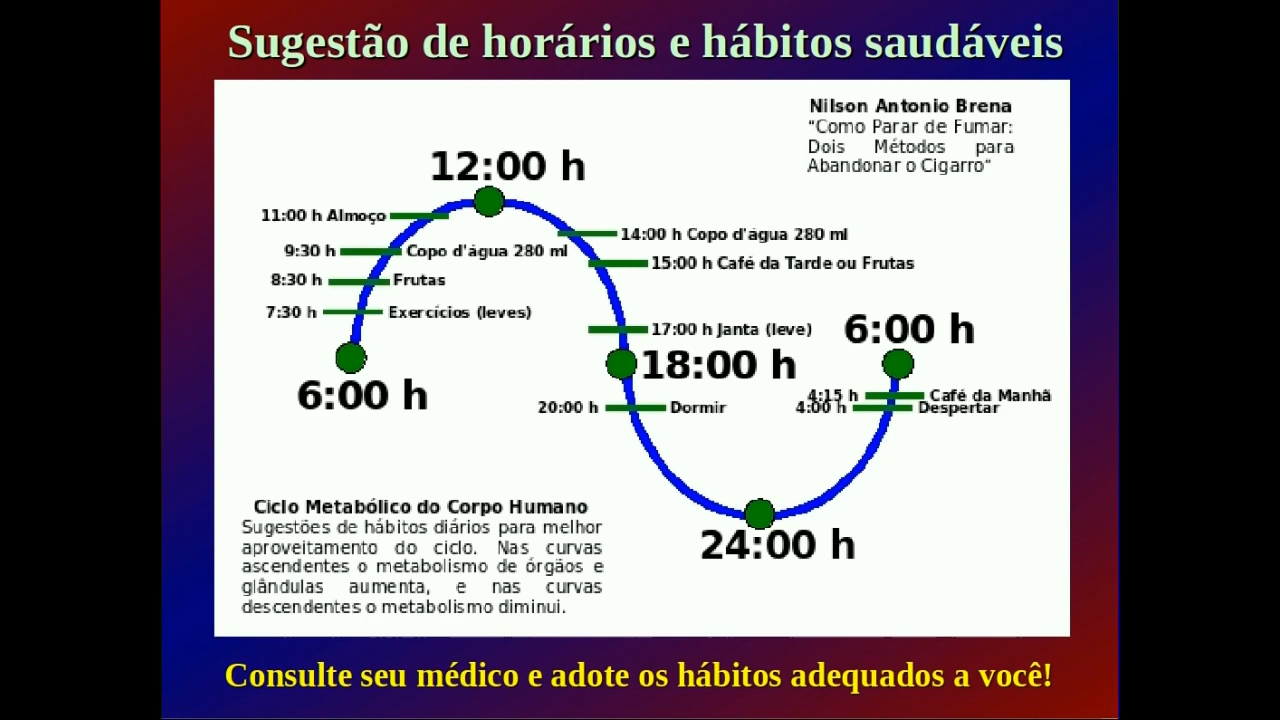 Sugestão de horários e hábitos saudáveis
Nilson Antonio Brena
"Como Parar de Fumar:
Dois Métodos para
Abandonar o Cigarro"
12:00 h
11:00 h Almoço
9:30 h Copo d'água 280 ml
8:30 h Frutas
7:30 h Exercícios (leves)
6:00 h
14:00 h Copo d'água 280 ml
15:00 h Café da Tarde ou Frutas
17:00 h Janta (leve)
18:00 h
20:00 h Dormir
24:00 h
6:00 h
4:15 h Café da Manhã
4:00 h Despertar
Ciclo Metabólico do Corpo Humano
Sugestões de hábitos diários para melhor
aproveitamento do ciclo. Nas curvas
ascendentes o metabolismo de órgãos e
glândulas aumenta, e nas curvas
descendentes o metabolismo diminui.
Consulte seu médico e adote os hábitos adequados a você!